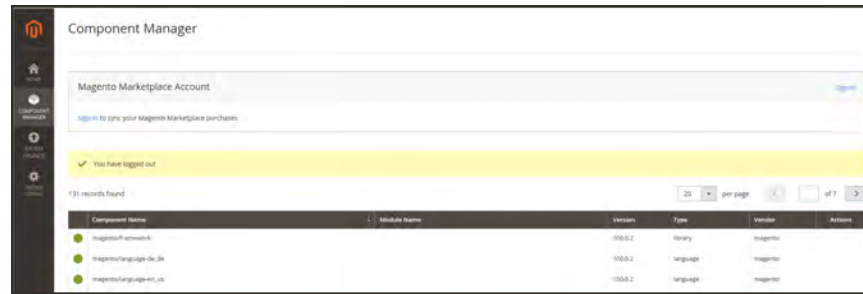 Component Manager
HOME
Magento Marketplace Account
Sign In
COMPONENT MANAGER
Sign in to sync your Magento Marketplace purchases
SYSTEM UPGRADE
You have logged out
131 records found
20 per page of 7
Component Name Module Name Version Type Vendor Actions
magento/framework 100.0.2 library magento
magento/language-de_de 100.0.2 language magento
magento/language-en_us 100.0.2 language magento